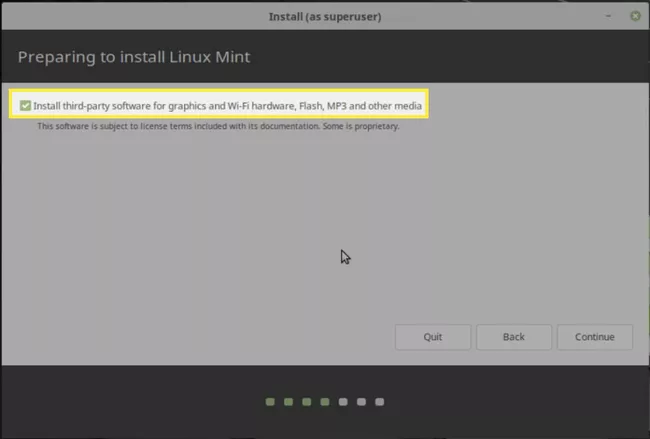 Install (as superuser)
Preparing to install Linux Mint
Install third-party software for graphics and Wi-Fi hardware, Flash, MP3 and other media
This software is subject to license terms included with its documentation. Some is proprietary.
Quit Back Continue